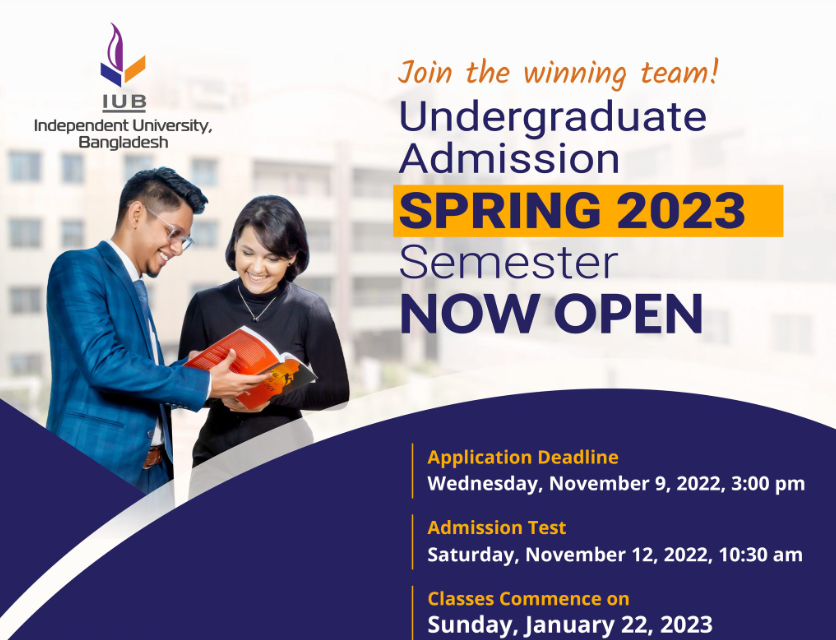 IUB
Independent University,
Bangladesh
Join the winning team!
Undergraduate
Admission
SPRING 2023
Semester
NOW OPEN
Application Deadline
Wednesday, November 9, 2022, 3:00 pm
Admission Test
Saturday, November 12, 2022, 10:30 am
Classes Commence on
Sunday, January 22, 2023